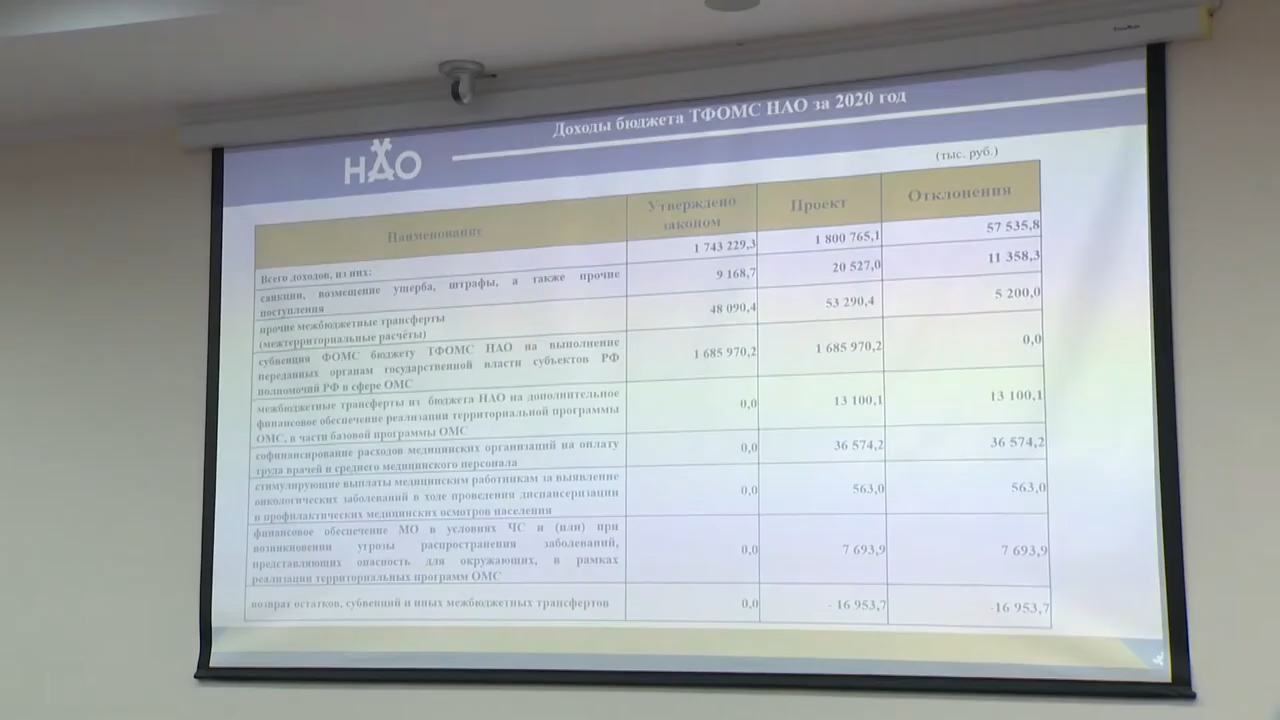 Доходы бюджета ТФОМС НАО за 2020 год
НАО
(тыс. руб.)
Наименование
Утверждено
законом
Проект
Отклонения
Всего доходов, из них:
1 743 229,3
1 800 765,1
57 535,8
санкции, возмещение ущерба, штрафы, а также прочие
поступления
9 168,7
20 527,0
11 358,3
прочие межбюджетные трансферты
(межтерриториальные расчёты)
48 090,4
53 290,4
5 200,0
субвенция ФОМС бюджету ТФОМС НАО на выполнение
переданных органам государственной власти субъектов РФ
полномочий РФ в сфере ОМС
1 685 970,2
1 685 970,2
0,0
межбюджетные трансферты из бюджета НАО на дополнительное
финансовое обеспечение реализации территориальной программы
ОМС, в части базовой программы ОМС
0,0
13 100,1
13 100,1
софинансирование расходов медицинских организаций на оплату
труда врачей и среднего медицинского персонала
0,0
36 574,2
36 574,2
стимулирующие выплаты медицинским работникам за выявление
онкологических заболеваний в ходе проведения диспансеризации
и профилактических медицинских осмотров населения
0,0
563,0
563,0
финансовое обеспечение МО в условиях ЧС и (или) при
возникновении угрозы распространения заболеваний,
представляющих опасность для окружающих, в рамках
реализации территориальных программ ОМС
0,0
7 693,9
7 693,9
возврат остатков, субвенций и иных межбюджетных трансфертов
0,0
- 16 953,7
-16 953,7